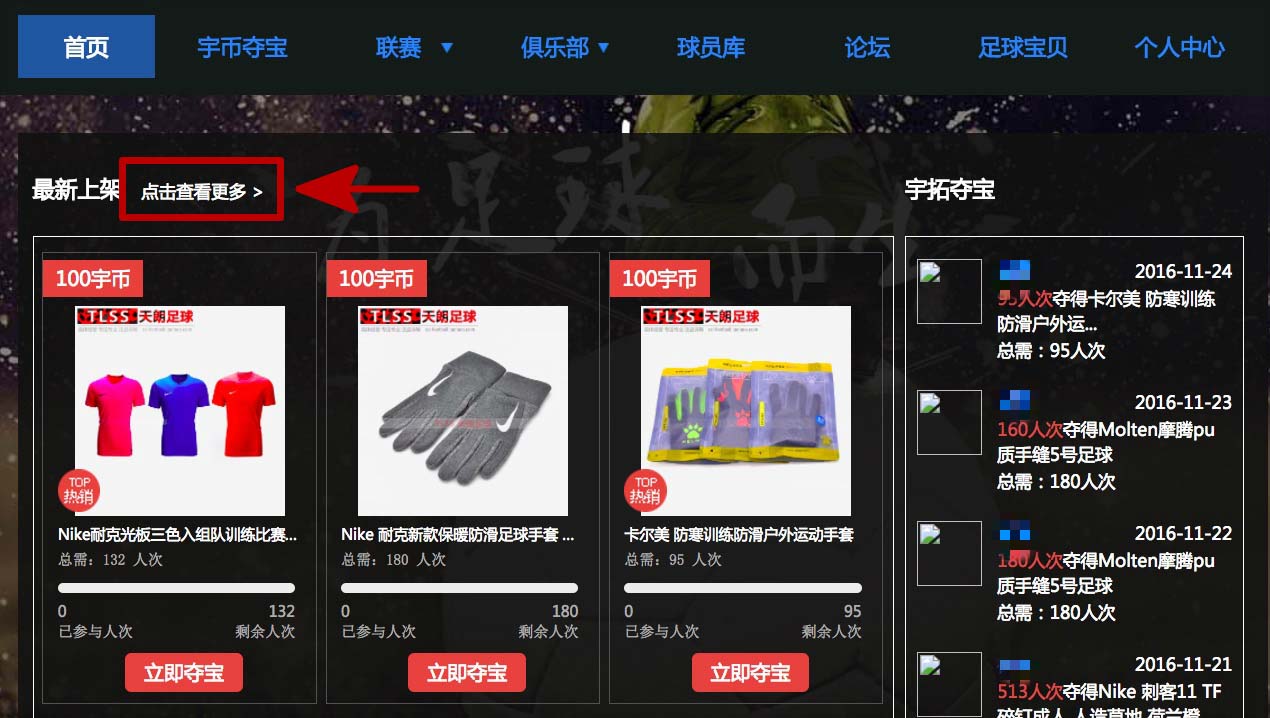 首页 宇币夺宝 联赛 ▼ 俱乐部 ▼ 球员库 论坛 足球宝贝 个人中心
最新上架 点击查看更多 >
100宇币
TLSS 天朗足球
TOP
热销
Nike耐克光板三色入组队训练比赛...
总需：132 人次
0 132
已参与人次 剩余人次
立即夺宝
100宇币
TLSS 天朗足球
Nike 耐克新款保暖防滑足球手套 ...
总需：180 人次
0 180
已参与人次 剩余人次
立即夺宝
100宇币
TLSS 天朗足球
TOP
热销
卡尔美 防寒训练防滑户外运动手套
总需：95 人次
0 95
已参与人次 剩余人次
立即夺宝
宇拓夺宝
2016-11-24
95人次夺得卡尔美 防寒训练
防滑户外运...
总需：95人次
2016-11-23
160人次夺得Molten摩腾pu
质手缝5号足球
总需：180人次
2016-11-22
180人次夺得Molten摩腾pu
质手缝5号足球
总需：180人次
2016-11-21
513人次夺得Nike 刺客11 TF
碎钉成人 人造草地 荷兰橙